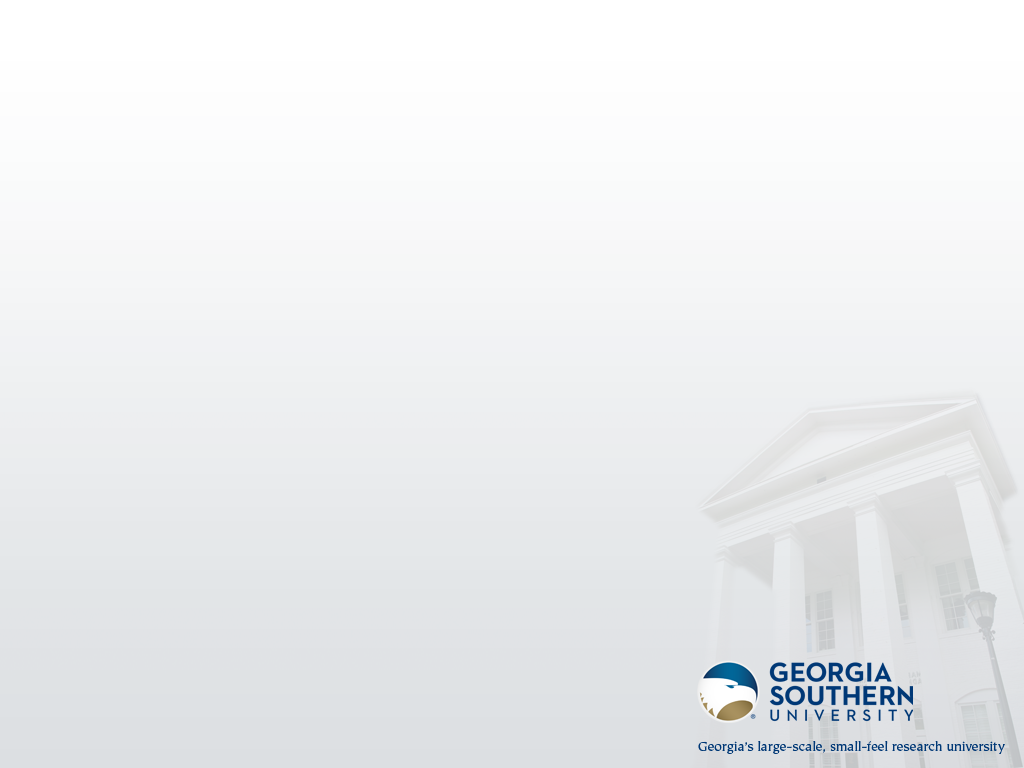 GEORGIA
SOUTHERN
UNIVERSITY
®
Georgia's large-scale, small-feel research university